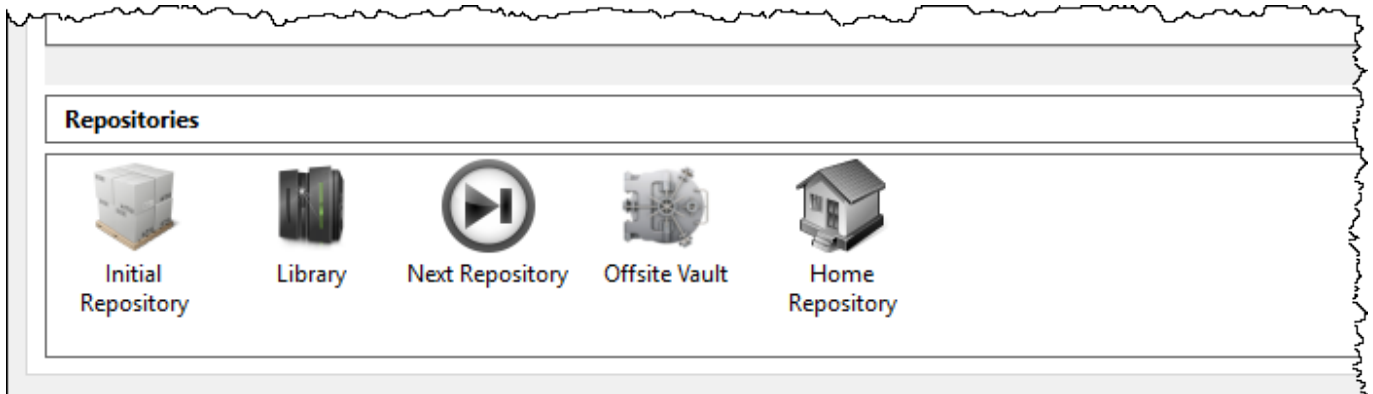 Repositories
Initial
Repository
Library
Next Repository
Offsite Vault
Home
Repository